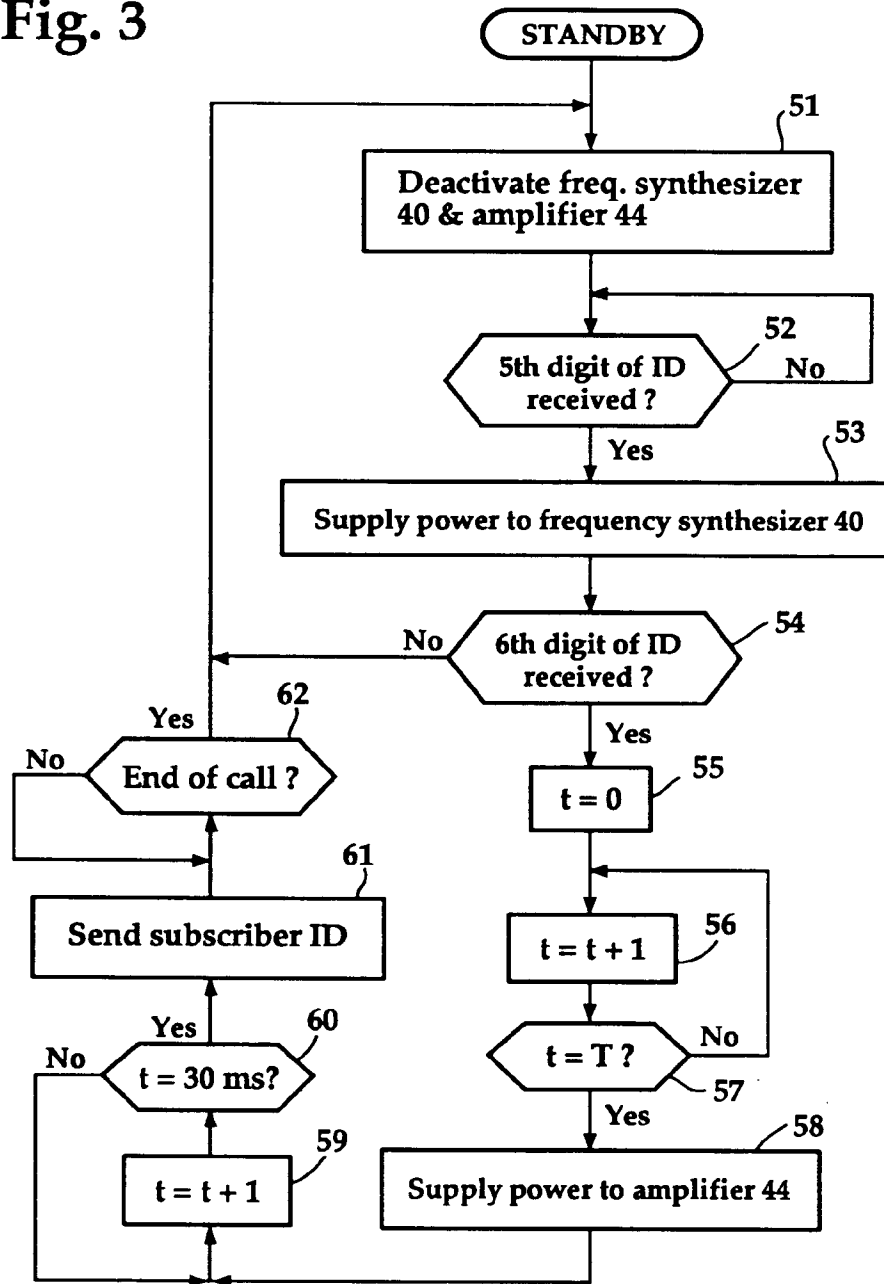 Fig. 3
STANDBY
51
Deactivate freq. synthesizer
40 & amplifier 44
52
5th digit of ID
received ?
No
Yes
53
Supply power to frequency synthesizer 40
54
6th digit of ID
received ?
No
Yes
55
t = 0
56
t = t + 1
t = T ?
No
57
Yes
58
Supply power to amplifier 44
59
t = t + 1
60
t = 30 ms?
No
Yes
61
Send subscriber ID
62
End of call ?
No
Yes